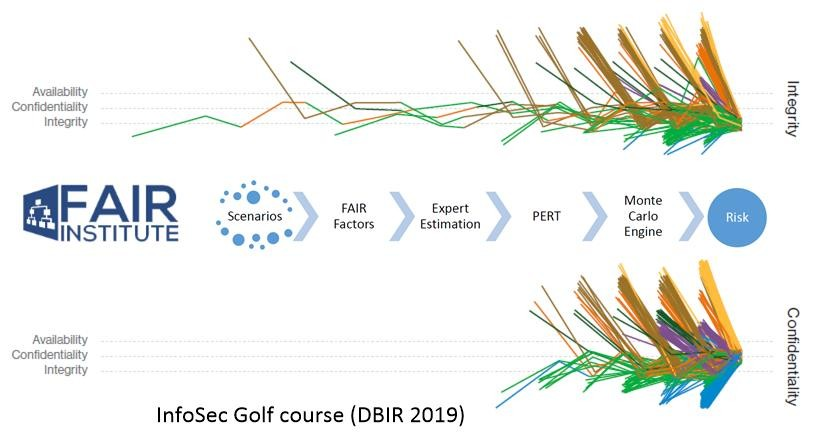 Availability
Confidentiality
Integrity
Integrity
FAIR
INSTITUTE
Scenarios
FAIR
Factors
Expert
Estimation
PERT
Monte
Carlo
Engine
Risk
Availability
Confidentiality
Integrity
Confidentiality
InfoSec Golf course (DBIR 2019)